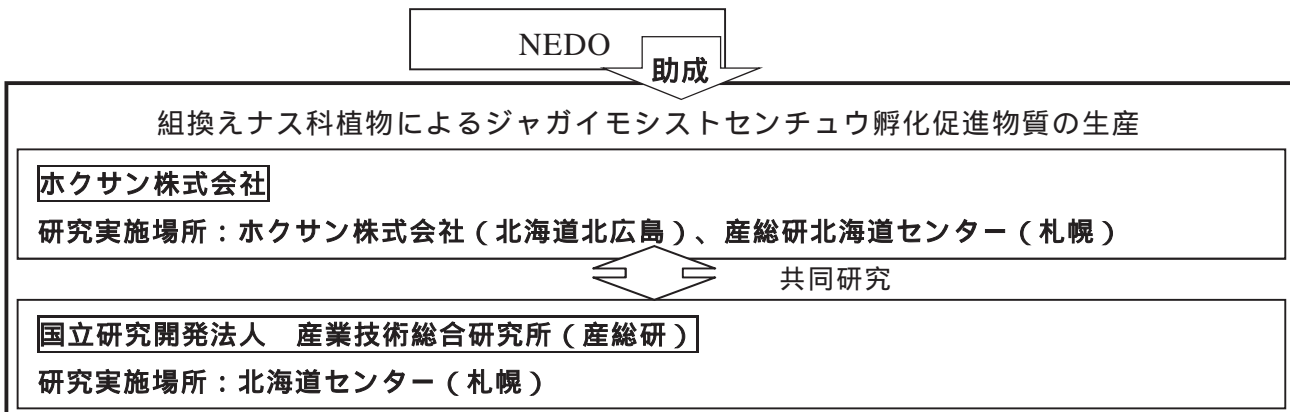 NEDO
助成
組換えナス科植物によるジャガイモシストセンチュウ孵化促進物質の生産
ホクサン株式会社
研究実施場所：ホクサン株式会社（北海道北広島）、産総研北海道センター（札幌）
共同研究
国立研究開発法人　産業技術総合研究所（産総研）
研究実施場所：北海道センター（札幌）